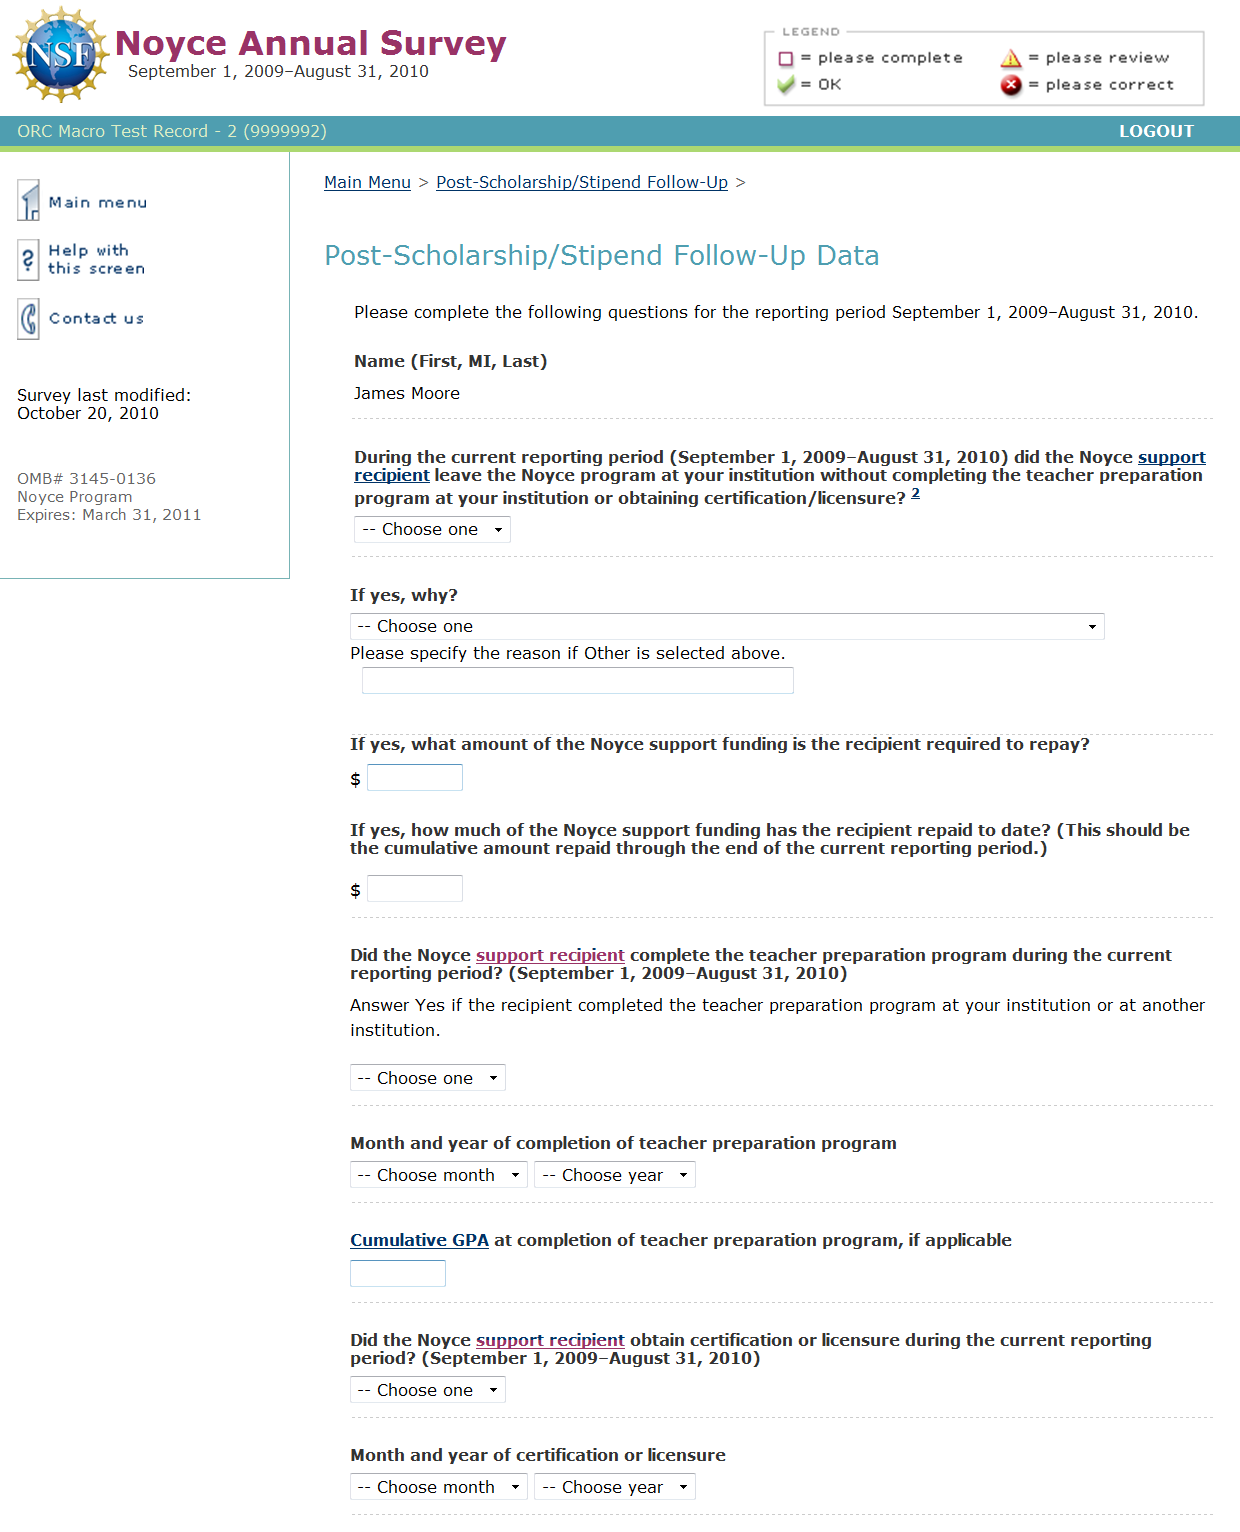 NSF
Noyce Annual Survey
September 1, 2009–August 31, 2010
LEGEND
= please complete
= please review
= OK
= please correct
ORC Macro Test Record - 2 (9999992)
LOGOUT
Main menu
Help with
this screen
Contact us
Survey last modified:
October 20, 2010
OMB# 3145-0136
Noyce Program
Expires: March 31, 2011
Main Menu > Post-Scholarship/Stipend Follow-Up >
Post-Scholarship/Stipend Follow-Up Data
Please complete the following questions for the reporting period September 1, 2009–August 31, 2010.
Name (First, MI, Last)
James Moore
During the current reporting period (September 1, 2009–August 31, 2010) did the Noyce support
recipient leave the Noyce program at your institution without completing the teacher preparation
program at your institution or obtaining certification/licensure? 2
-- Choose one
If yes, why?
-- Choose one
Please specify the reason if Other is selected above.
If yes, what amount of the Noyce support funding is the recipient required to repay?
$
If yes, how much of the Noyce support funding has the recipient repaid to date? (This should be
the cumulative amount repaid through the end of the current reporting period.)
$
Did the Noyce support recipient complete the teacher preparation program during the current
reporting period? (September 1, 2009–August 31, 2010)
Answer Yes if the recipient completed the teacher preparation program at your institution or at another
institution.
-- Choose one
Month and year of completion of teacher preparation program
-- Choose month -- Choose year
Cumulative GPA at completion of teacher preparation program, if applicable
Did the Noyce support recipient obtain certification or licensure during the current reporting
period? (September 1, 2009–August 31, 2010)
-- Choose one
Month and year of certification or licensure
-- Choose month -- Choose year